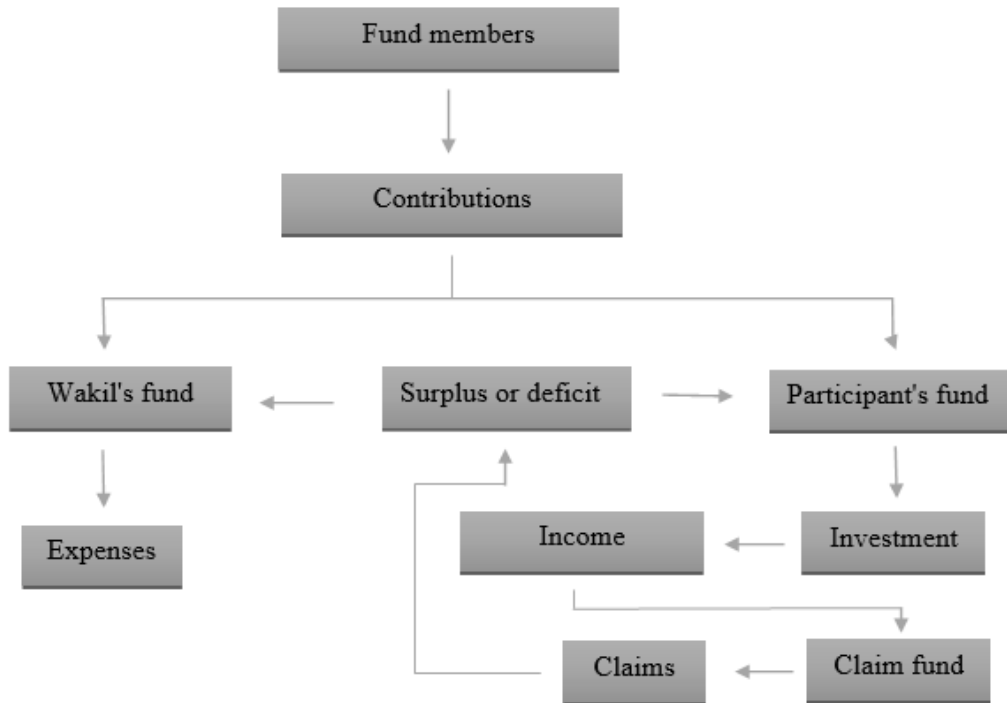 Fund members
Contributions
Wakil's fund
Surplus or deficit
Participant's fund
Expenses
Income
Investment
Claims
Claim fund